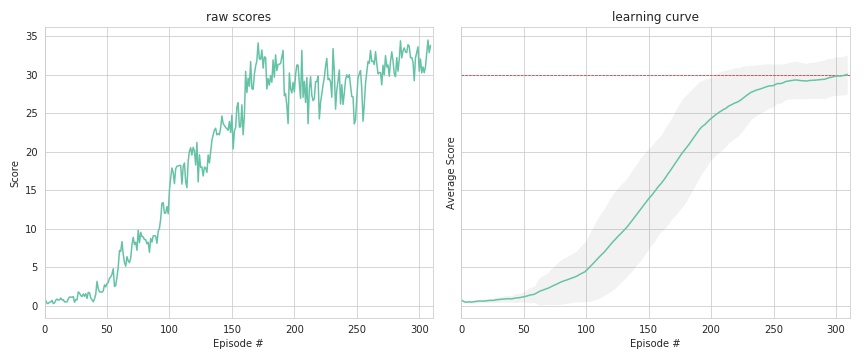 raw scores
35
30
25
20
15
10
5
0
Score
0 50 100 150 200 250 300
Episode #
learning curve
Average Score
0 50 100 150 200 250 300
Episode #